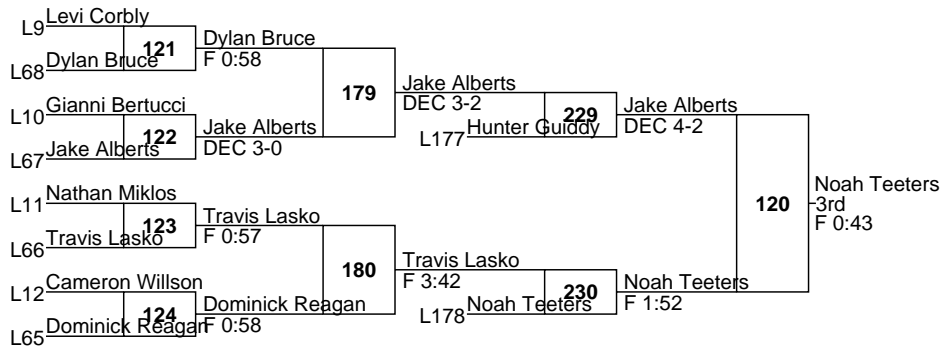 L9 Levi Corbly
121
L68 Dylan Bruce
Dylan Bruce
F 0:58
L10 Gianni Bertucci
122
L67 Jake Alberts
Jake Alberts
DEC 3-0
179
Jake Alberts
DEC 3-2
L177 Hunter Guiddy
229
Jake Alberts
DEC 4-2
L11 Nathan Miklos
123
L66 Travis Lasko
Travis Lasko
F 0:57
L12 Cameron Willson
124
L65 Dominick Reagan
Dominick Reagan
F 0:58
180
Travis Lasko
F 3:42
L178 Noah Teeters
230
Noah Teeters
F 1:52
120
Noah Teeters
3rd
F 0:43